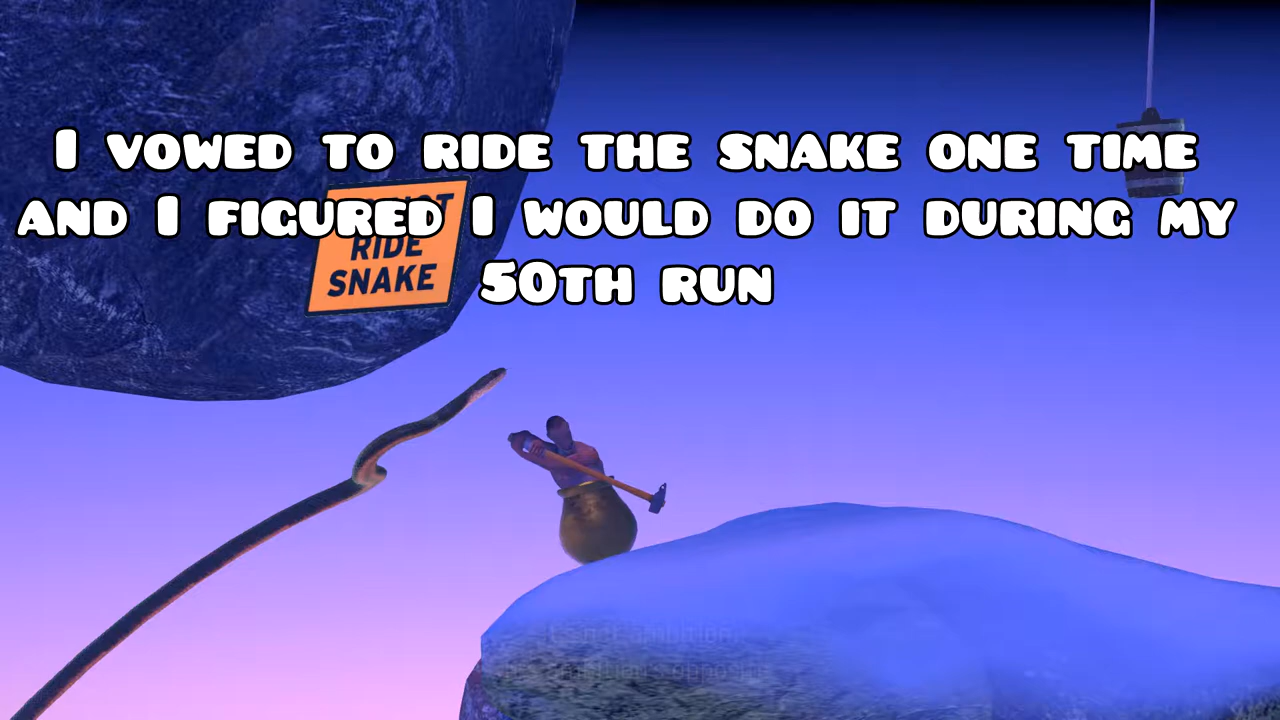 I VOWED TO RIDE THE SNAKE ONE TIME
AND I FIGURED I WOULD DO IT DURING MY
50TH RUN
RIDE
SNAKE